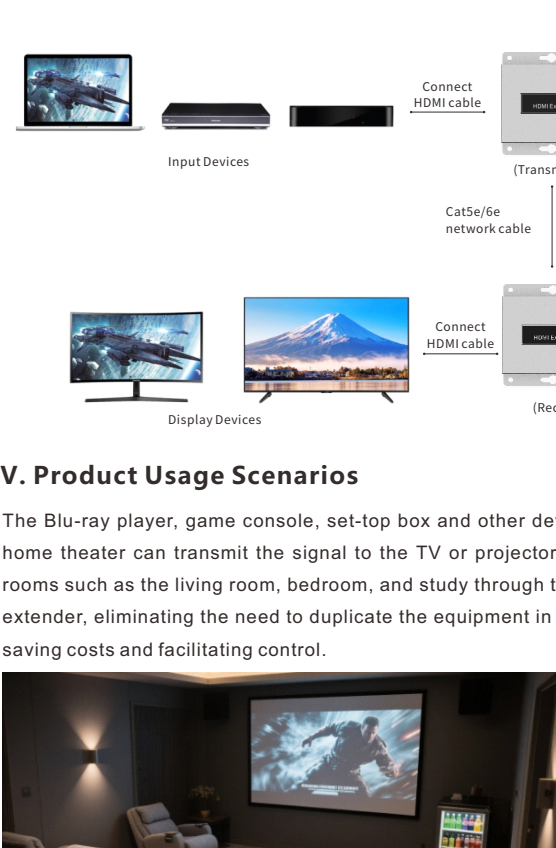 Connect
HDMI cable
HDMI
Input Devices
Cat5e/6e
network cable
Connect
HDMI cable
HDMI
Display Devices
V. Product Usage Scenarios
The Blu-ray player, game console, set-top box and other
home theater can transmit the signal to the TV or projector
rooms such as the living room, bedroom, and study through
extender, eliminating the need to duplicate the equipment in
saving costs and facilitating control.